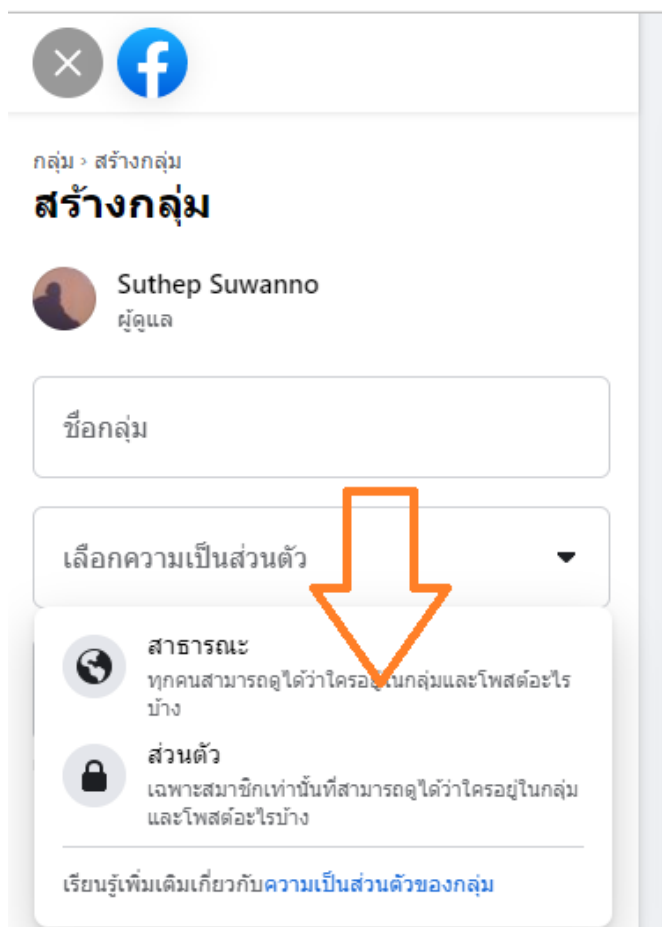 กลุ่ม › สร้างกลุ่ม
สร้างกลุ่ม
Suthep Suwanno
ผู้ดูแล
ชื่อกลุ่ม
เลือกความเป็นส่วนตัว
สาธารณะ
ทุกคนสามารถดูได้ว่าใครอยู่ในกลุ่มและโพสต์อะไร
บ้าง
ส่วนตัว
เฉพาะสมาชิกเท่านั้นที่สามารถดูได้ว่าใครอยู่ในกลุ่ม
และโพสต์อะไรบ้าง
เรียนรู้เพิ่มเติมเกี่ยวกับความเป็นส่วนตัวของกลุ่ม